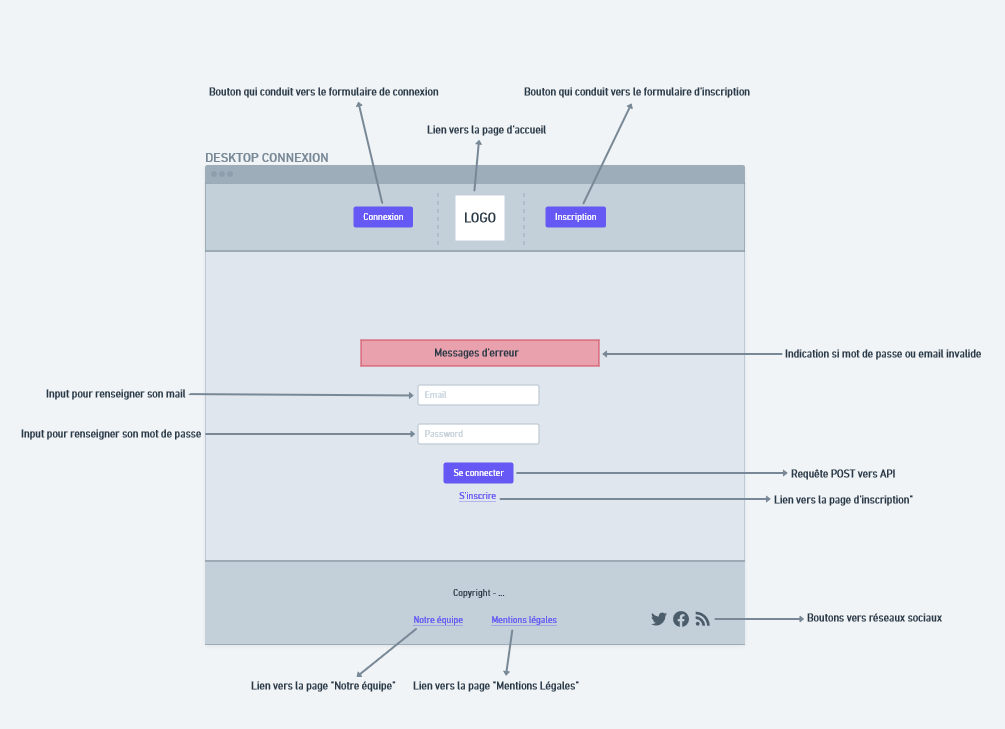 Bouton qui conduit vers le formulaire de connexion
Bouton qui conduit vers le formulaire d'inscription
Lien vers la page d'accueil
DESKTOP CONNEXION
Connexion
LOGO
Inscription
Messages d'erreur
Indication si mot de passe ou email invalide
Input pour renseigner son mail
Email
Input pour renseigner son mot de passe
Password
Se connecter
Requête POST vers API
S'inscrire
Lien vers la page d'inscription"
Copyright - ...
Notre équipe
Mentions légales
Boutons vers réseaux sociaux
Lien vers la page "Notre équipe"
Lien vers la page "Mentions Légales"